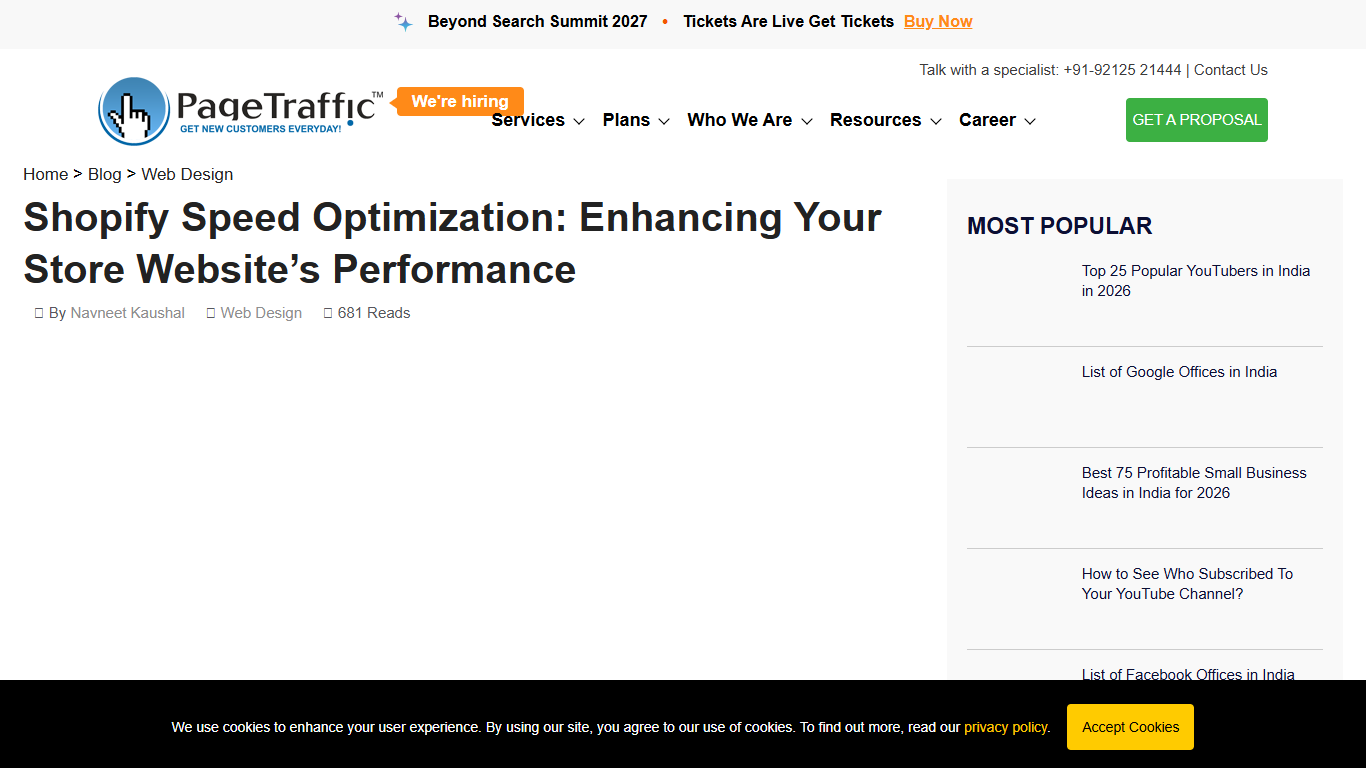 Beyond Search Summit 2027 • Tickets Are Live Get Tickets Buy Now
Talk with a specialist: +91-92125 21444 | Contact Us
PageTraffic™
GET NEW CUSTOMERS EVERYDAY!
We're hiring
Services Plans Who We Are Resources Career
GET A PROPOSAL
Home > Blog > Web Design
Shopify Speed Optimization: Enhancing Your
Store Website’s Performance
By Navneet Kaushal Web Design 681 Reads
MOST POPULAR
Top 25 Popular YouTubers in India
in 2026
List of Google Offices in India
Best 75 Profitable Small Business
Ideas in India for 2026
How to See Who Subscribed To
Your YouTube Channel?
List of Facebook Offices in India
We use cookies to enhance your user experience. By using our site, you agree to our use of cookies. To find out more, read our privacy policy.
Accept Cookies